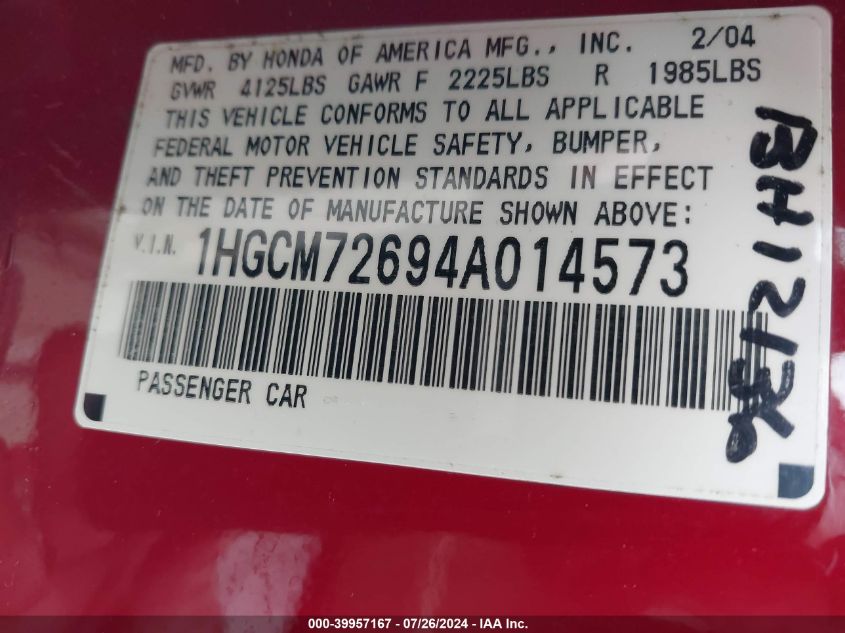 MFD. BY HONDA OF AMERICA MFG., INC. 2/04
GVWR 4125LBS GAWR F 2225LBS R 1985LBS
THIS VEHICLE CONFORMS TO ALL APPLICABLE
FEDERAL MOTOR VEHICLE SAFETY, BUMPER,
AND THEFT PREVENTION STANDARDS IN EFFECT
ON THE DATE OF MANUFACTURE SHOWN ABOVE:
V.I.N. 1HGCM72694A014573
PASSENGER CAR
000-39957167 / 07/26/2024 - IAA Inc.